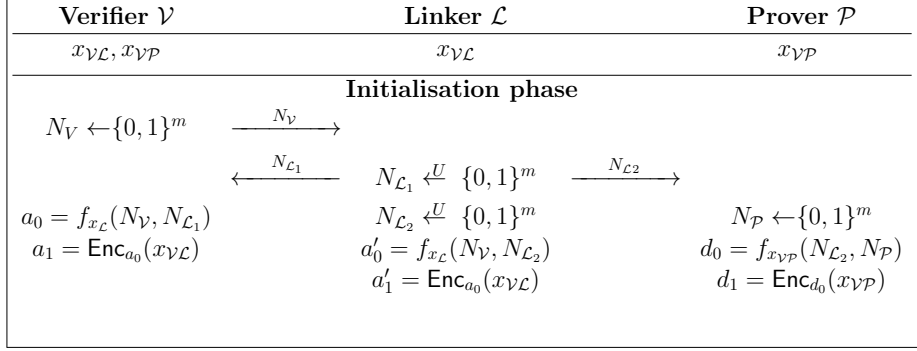 Verifier 𝒱 Linker ℒ Prover 𝒫
x_{𝒱ℒ}, x_{𝒱𝒫} x_{𝒱ℒ} x_{𝒱𝒫}
Initialisation phase
N_V ←{0, 1}^m N_𝒱
N_{ℒ_1} N_{ℒ_1} ←^U {0, 1}^m N_{ℒ2}
a_0 = f_{x_ℒ}(N_𝒱, N_{ℒ_1}) N_{ℒ_2} ←^U {0, 1}^m N_𝒫 ←{0, 1}^m
a_1 = Enc_{a_0}(x_{𝒱ℒ}) a′_0 = f_{x_ℒ}(N_𝒱, N_{ℒ_2}) d_0 = f_{x_{𝒱𝒫}}(N_{ℒ_2}, N_𝒫)
a′_1 = Enc_{a_0}(x_{𝒱ℒ}) d_1 = Enc_{d_0}(x_{𝒱𝒫})